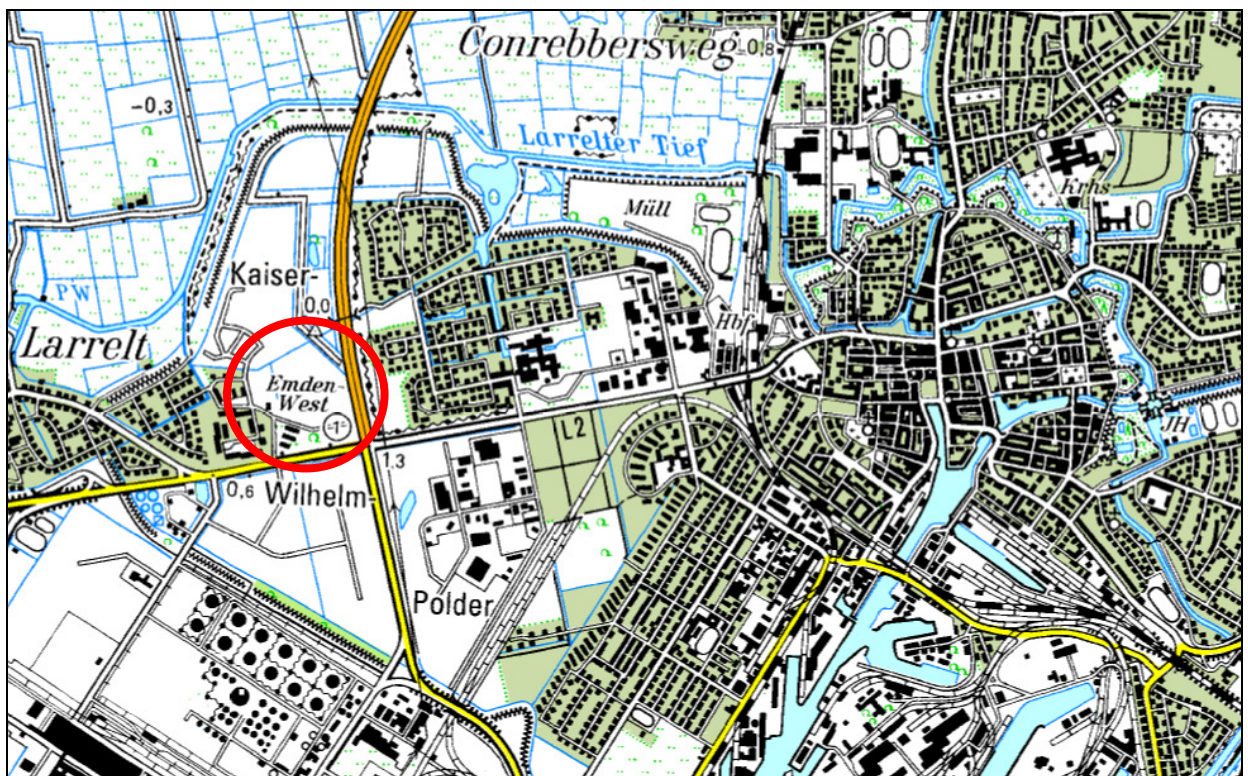 Conrebbersweg
-0,8
-0,3
Larrelter Tief
Müll
Krhs
Kaiser-
0.0
PW
Larrelt
Hbf
Emden-
West
-7-
JH
L2
1.3
0,6
Wilhelm-
Polder